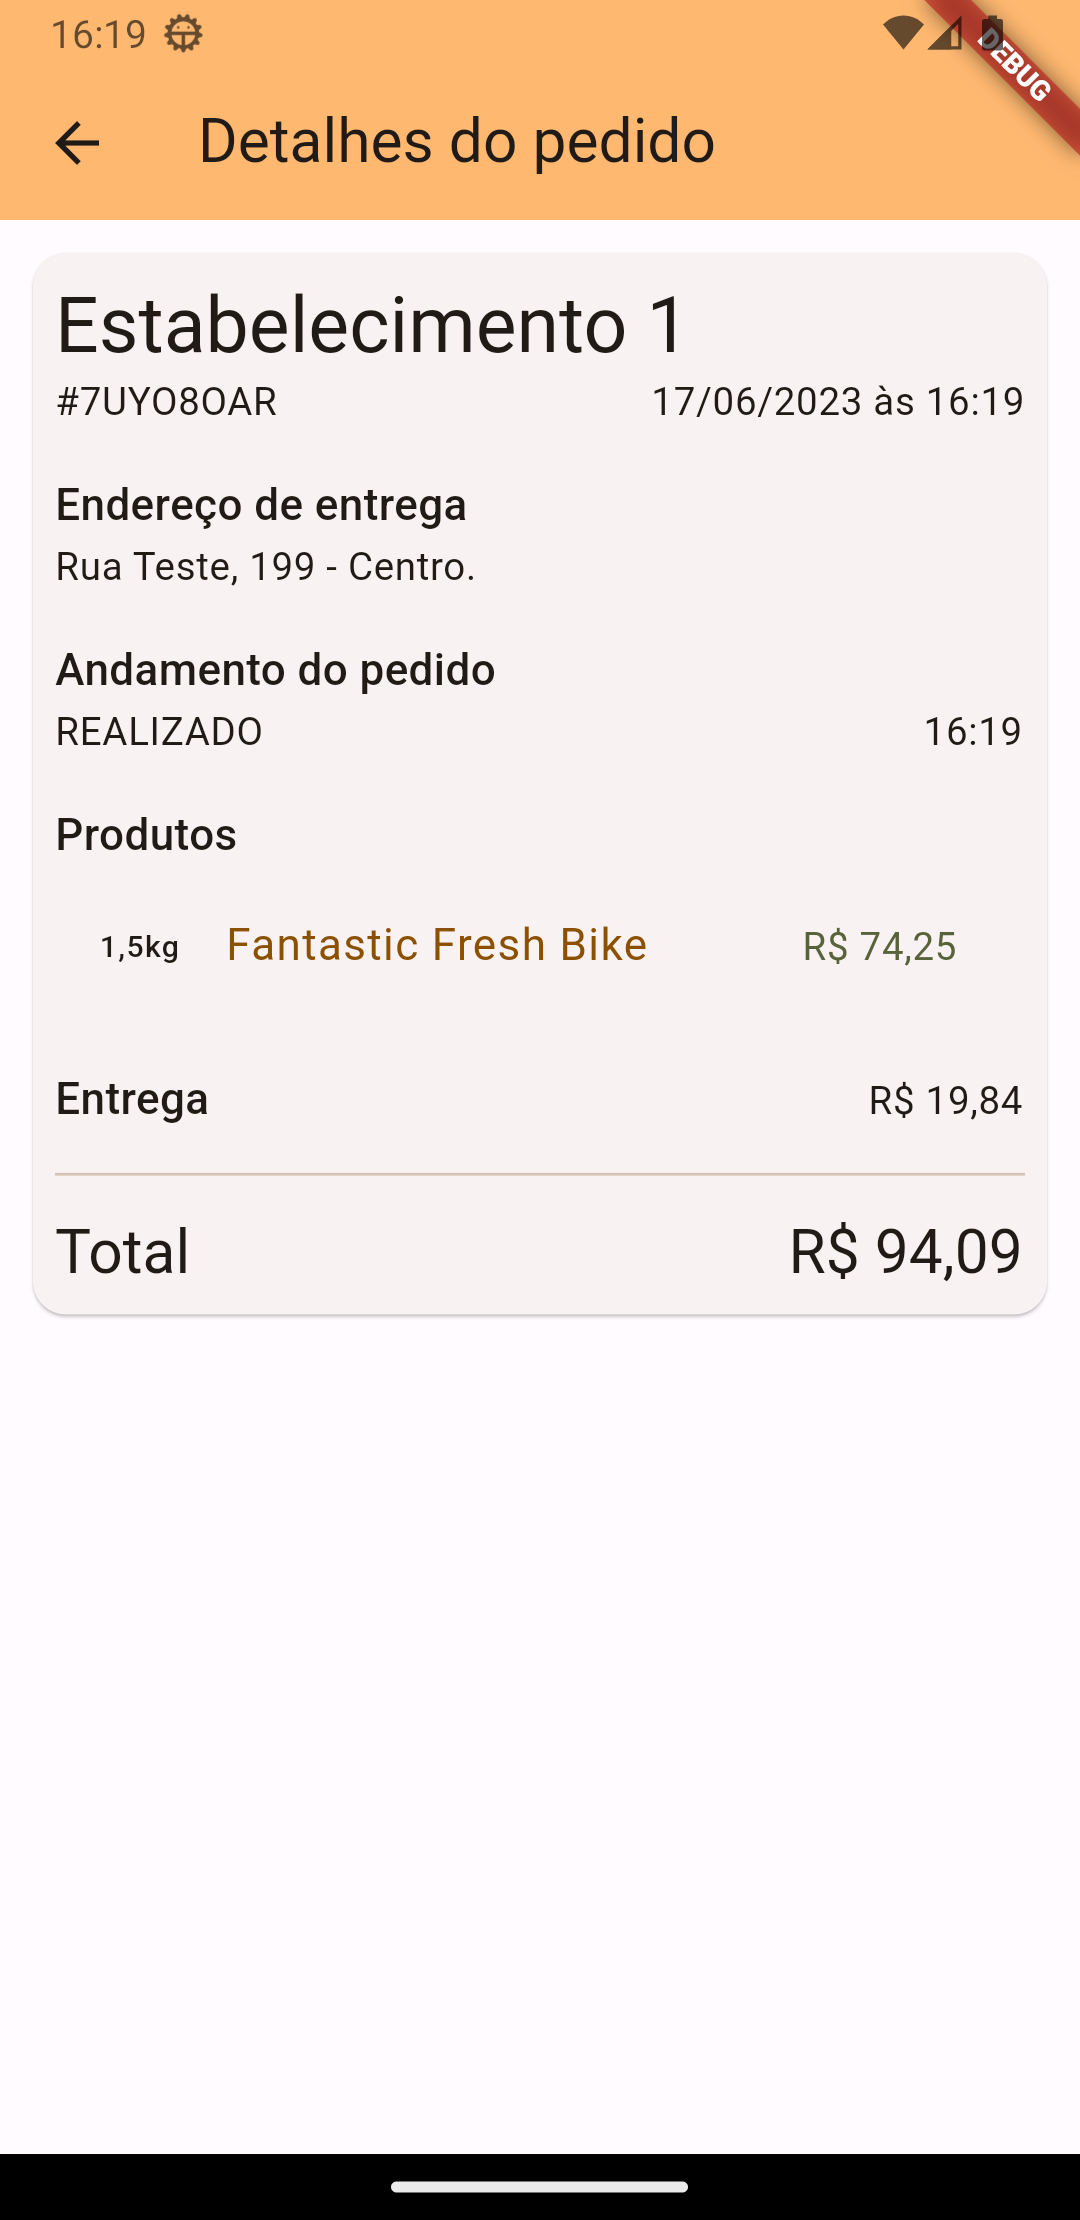 16:19
DEBUG
Detalhes do pedido
Estabelecimento 1
#7UYO8OAR 17/06/2023 às 16:19
Endereço de entrega
Rua Teste, 199 - Centro.
Andamento do pedido
REALIZADO 16:19
Produtos
1,5kg Fantastic Fresh Bike R$ 74,25
Entrega R$ 19,84
Total R$ 94,09